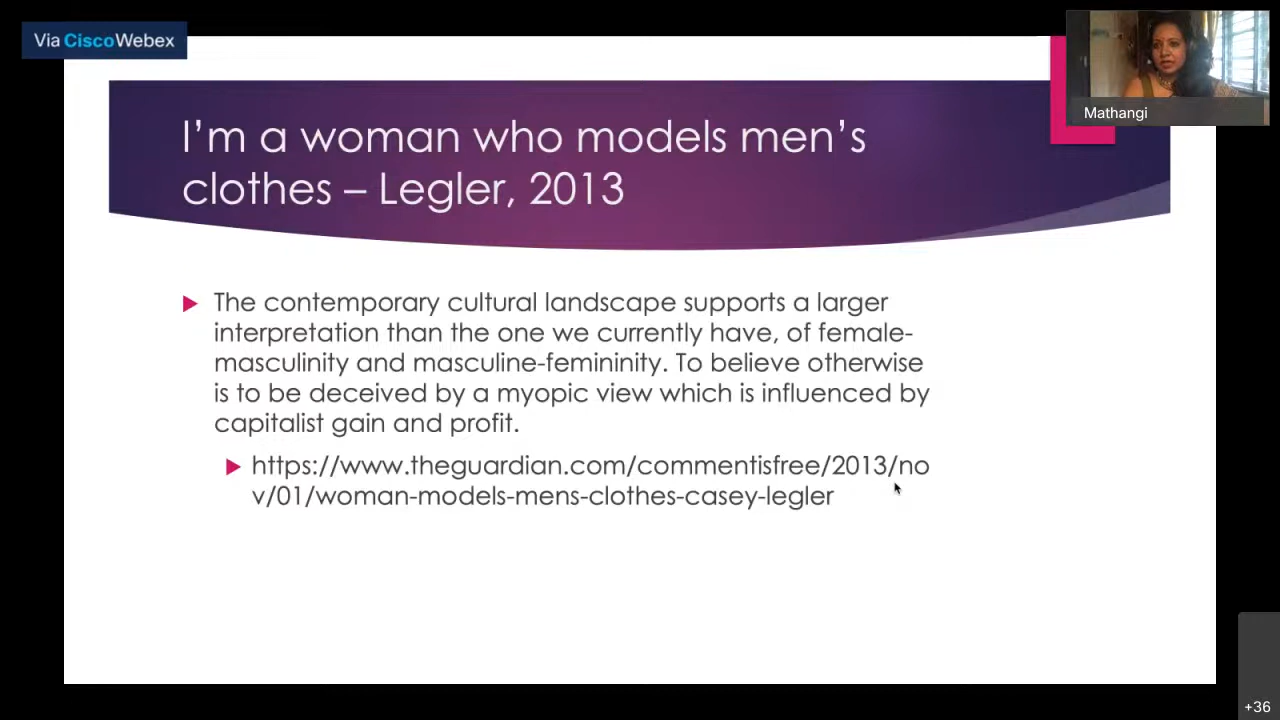 Via CiscoWebex
Mathangi
I’m a woman who models men’s
clothes – Legler, 2013
The contemporary cultural landscape supports a larger
interpretation than the one we currently have, of female-
masculinity and masculine-femininity. To believe otherwise
is to be deceived by a myopic view which is influenced by
capitalist gain and profit.
https://www.theguardian.com/commentisfree/2013/no
v/01/woman-models-mens-clothes-casey-legler
+36